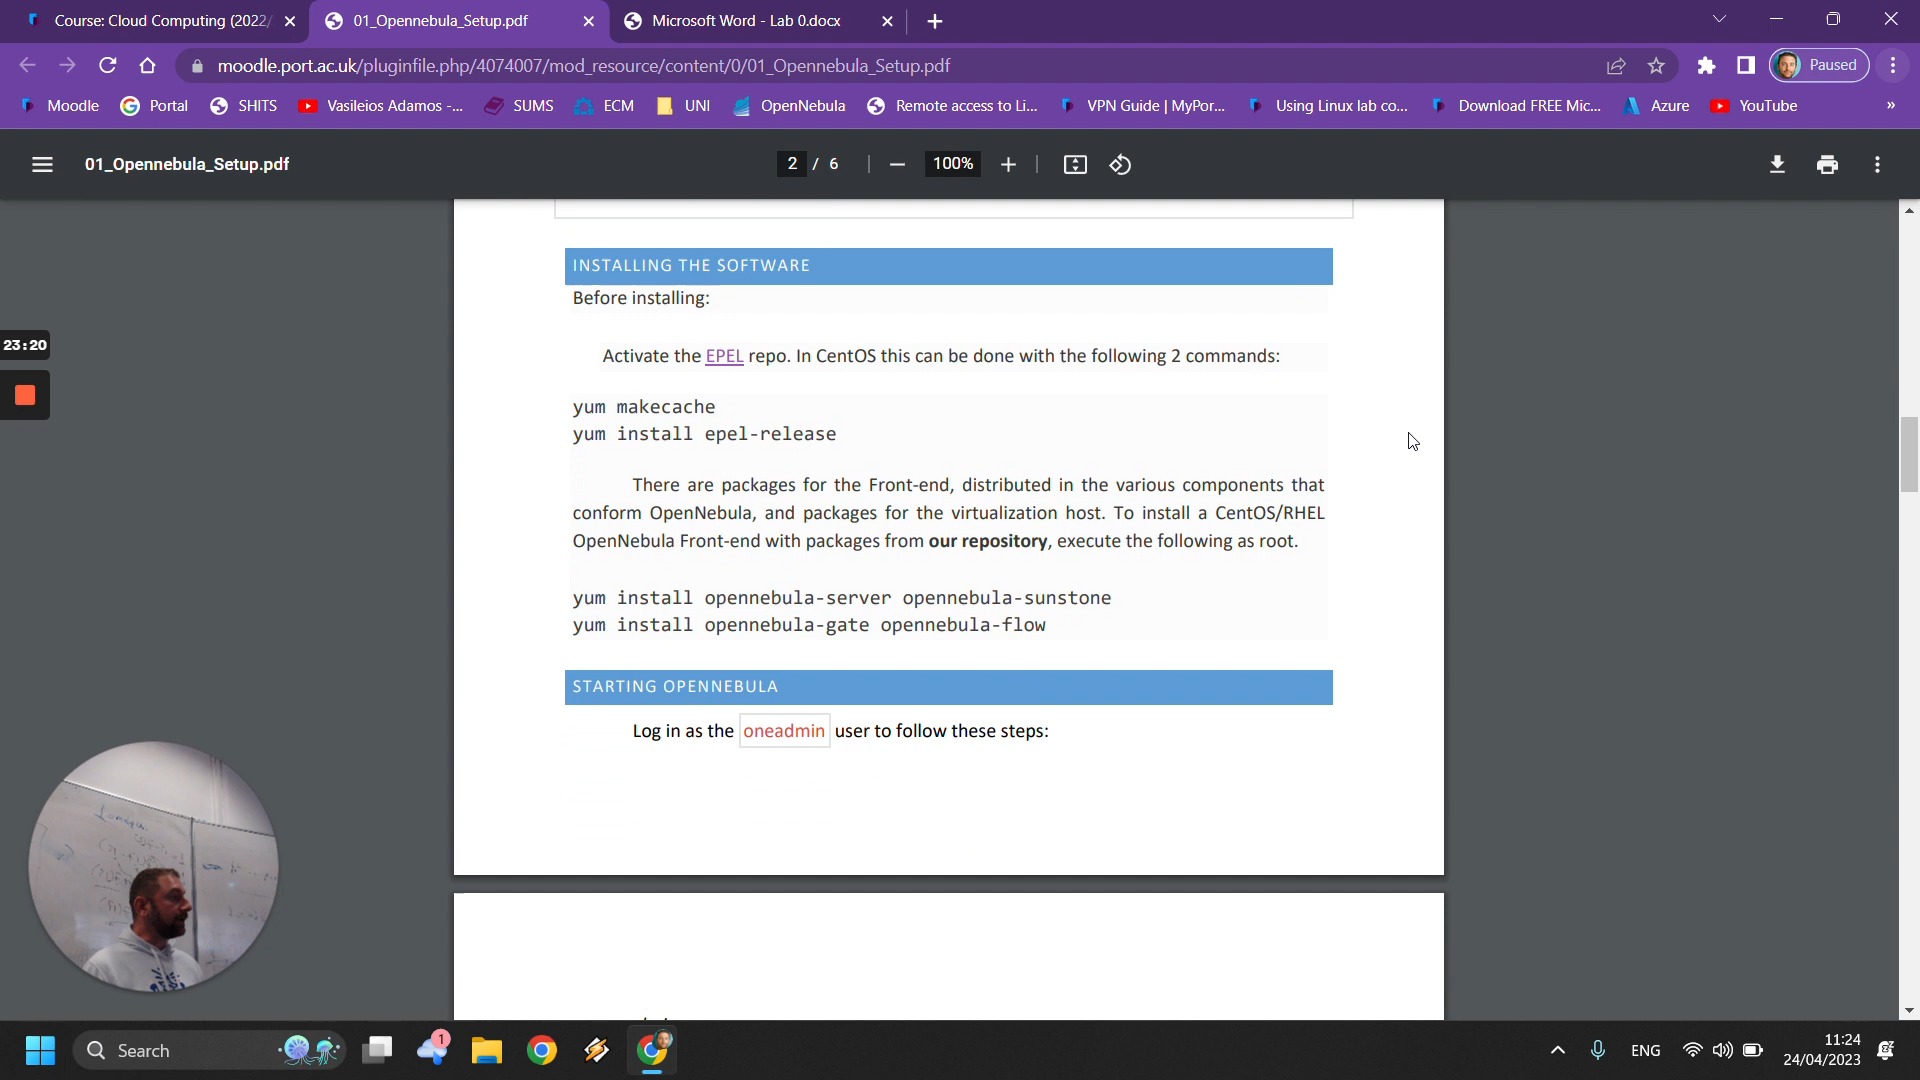 Course: Cloud Computing (2022/
01_Opennebula_Setup.pdf
Microsoft Word - Lab 0.docx
moodle.port.ac.uk/pluginfile.php/4074007/mod_resource/content/0/01_Opennebula_Setup.pdf
Paused
Moodle
Portal
SHITS
Vasileios Adamos -...
SUMS
ECM
UNI
OpenNebula
Remote access to Li...
VPN Guide | MyPor...
Using Linux lab co...
Download FREE Mic...
Azure
YouTube
»
01_Opennebula_Setup.pdf
2 / 6
100%
INSTALLING THE SOFTWARE
Before installing:
Activate the EPEL repo. In CentOS this can be done with the following 2 commands:
yum makecache
yum install epel-release
There are packages for the Front-end, distributed in the various components that
conform OpenNebula, and packages for the virtualization host. To install a CentOS/RHEL
OpenNebula Front-end with packages from our repository, execute the following as root.
yum install opennebula-server opennebula-sunstone
yum install opennebula-gate opennebula-flow
STARTING OPENNEBULA
Log in as the oneadmin user to follow these steps:
23:20
Search
1
ENG
11:24
24/04/2023